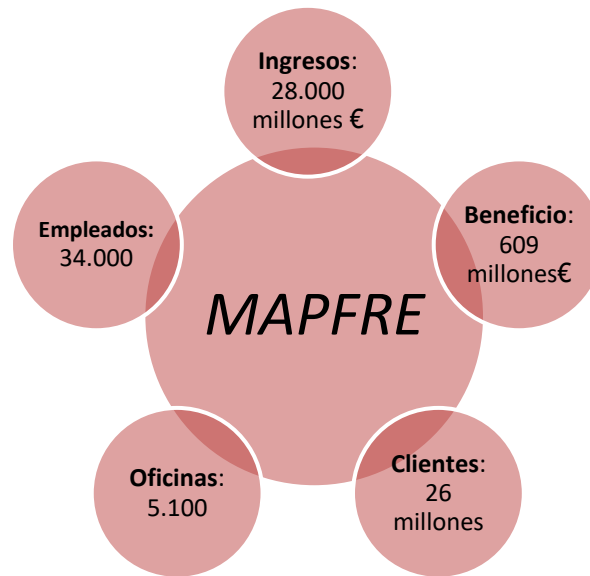 Ingresos:
28.000
millones €
Empleados:
34.000
Beneficio:
609
millones€
MAPFRE
Oficinas:
5.100
Clientes:
26
millones